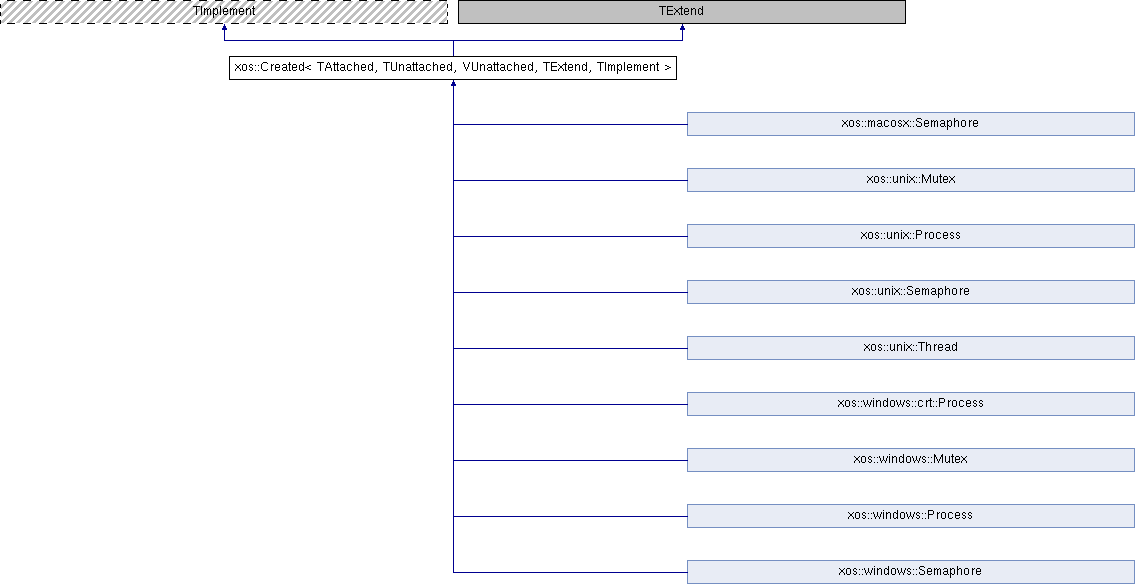 TImplement
TExtend
xos::Created< TAttached, TUnattached, VUnattached, TExtend, TImplement >
xos::macosx::Semaphore
xos::unix::Mutex
xos::unix::Process
xos::unix::Semaphore
xos::unix::Thread
xos::windows::crt::Process
xos::windows::Mutex
xos::windows::Process
xos::windows::Semaphore